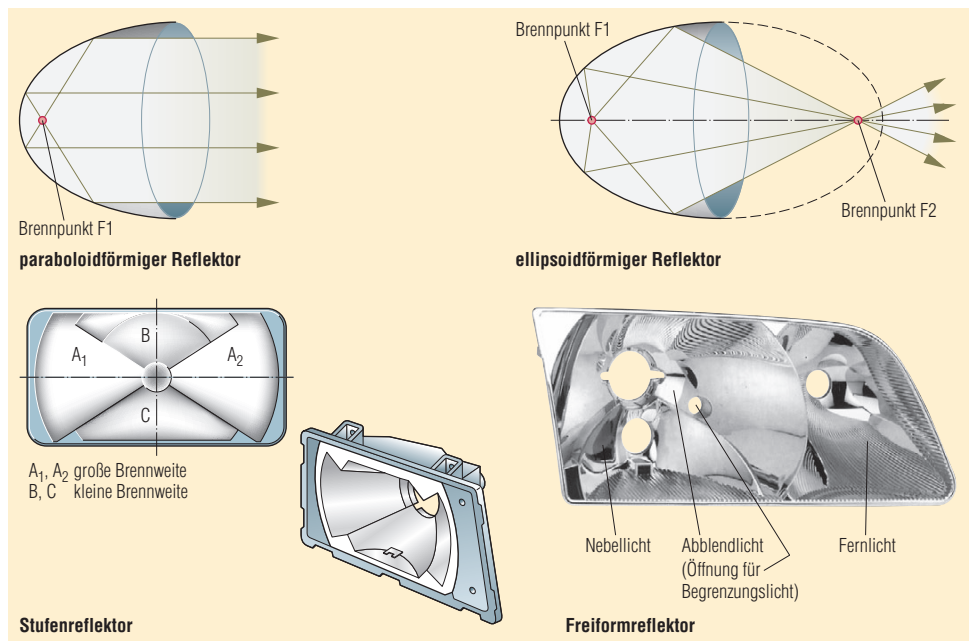 Brennpunkt F1
paraboloidförmiger Reflektor
Brennpunkt F1
Brennpunkt F2
ellipsoidförmiger Reflektor
B
A1
A2
C
A1, A2 große Brennweite
B, C kleine Brennweite
Stufenreflektor
Nebellicht
Abblendlicht
(Öffnung für
Begrenzungslicht)
Fernlicht
Freiformreflektor